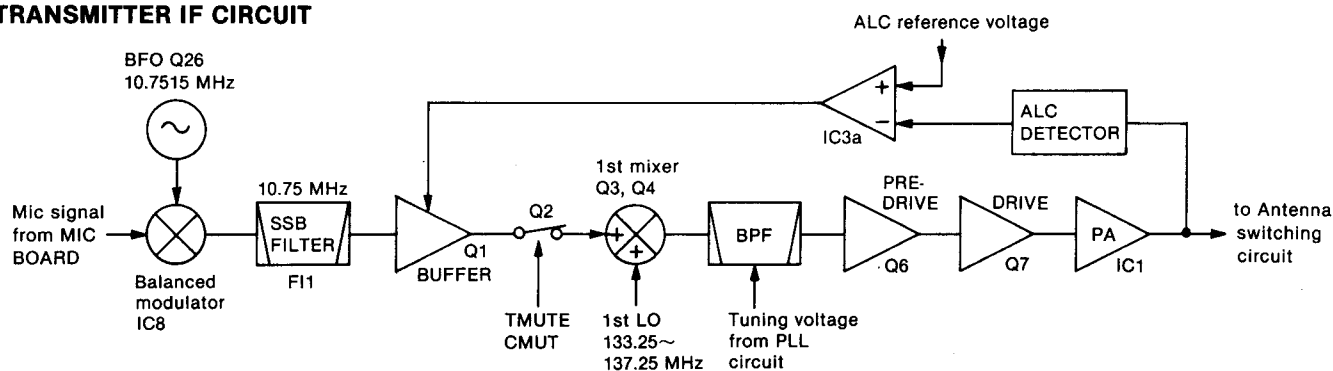 TRANSMITTER IF CIRCUIT
ALC reference voltage
BFO Q26
10.7515 MHz
+
−
IC3a
ALC
DETECTOR
Mic signal
from MIC
BOARD
Balanced
modulator
IC8
10.75 MHz
SSB
FILTER
FI1
Q1
BUFFER
Q2
TMUTE
CMUT
1st mixer
Q3, Q4
+
+
1st LO
133.25~
137.25 MHz
BPF
Tuning voltage
from PLL
circuit
PRE-
DRIVE
Q6
DRIVE
Q7
PA
IC1
to Antenna
switching
circuit